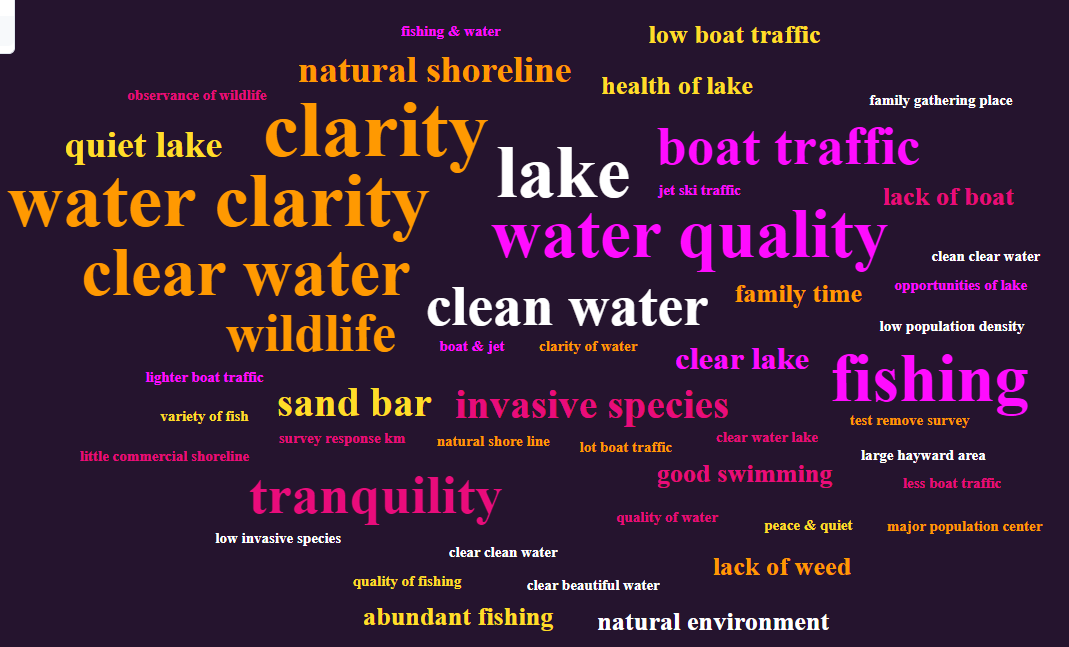 fishing & water
low boat traffic
natural shoreline
health of lake
observance of wildlife
family gathering place
clarity
quiet lake
boat traffic
lake
jet ski traffic
lack of boat
water clarity
water quality
clean clear water
clear water
opportunities of lake
family time
clean water
low population density
wildlife
boat & jet
clarity of water
clear lake
lighter boat traffic
fishing
sand bar
invasive species
variety of fish
test remove survey
survey response km
natural shore line
lot boat traffic
clear water lake
little commercial shoreline
large hayward area
good swimming
less boat traffic
tranquility
quality of water
peace & quiet
major population center
low invasive species
clear clean water
lack of weed
quality of fishing
clear beautiful water
abundant fishing
natural environment